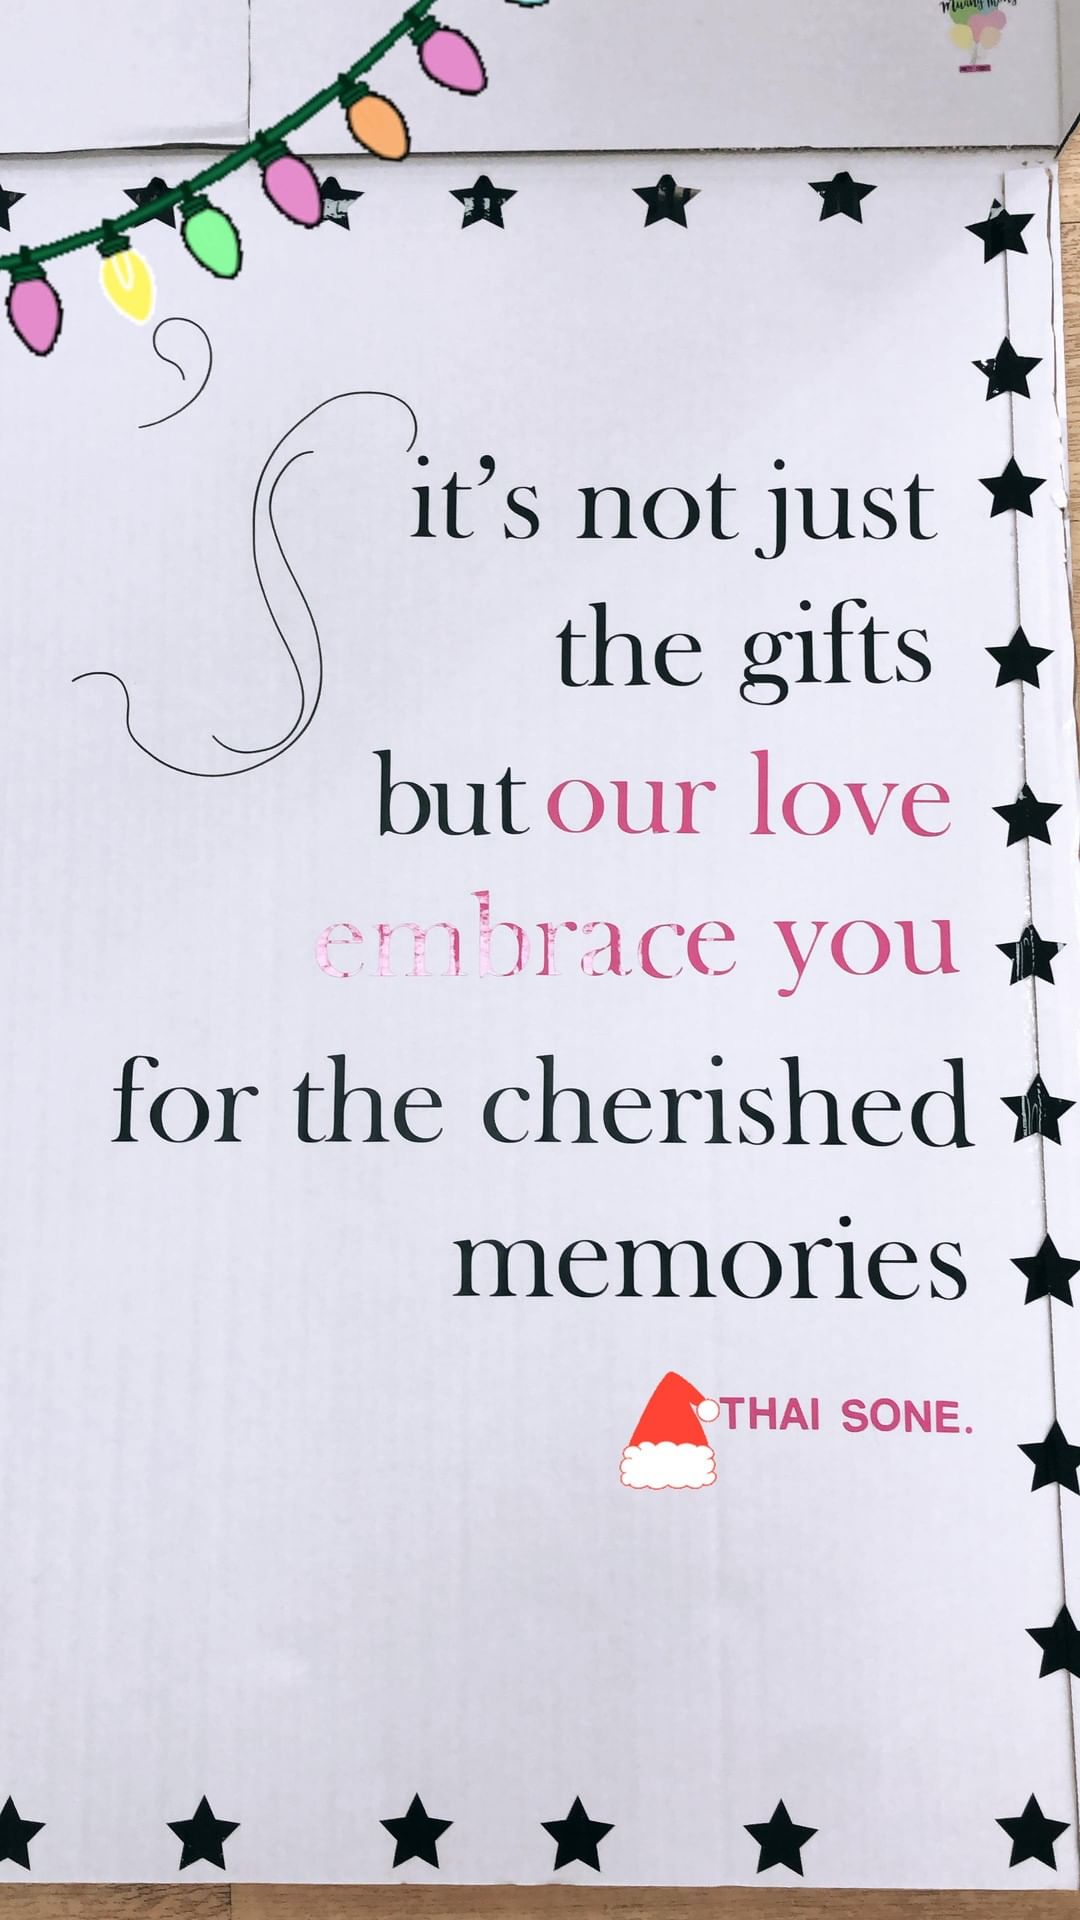 it's not just
the gifts
but our love
embrace you
for the cherished
memories
THAI SONE.